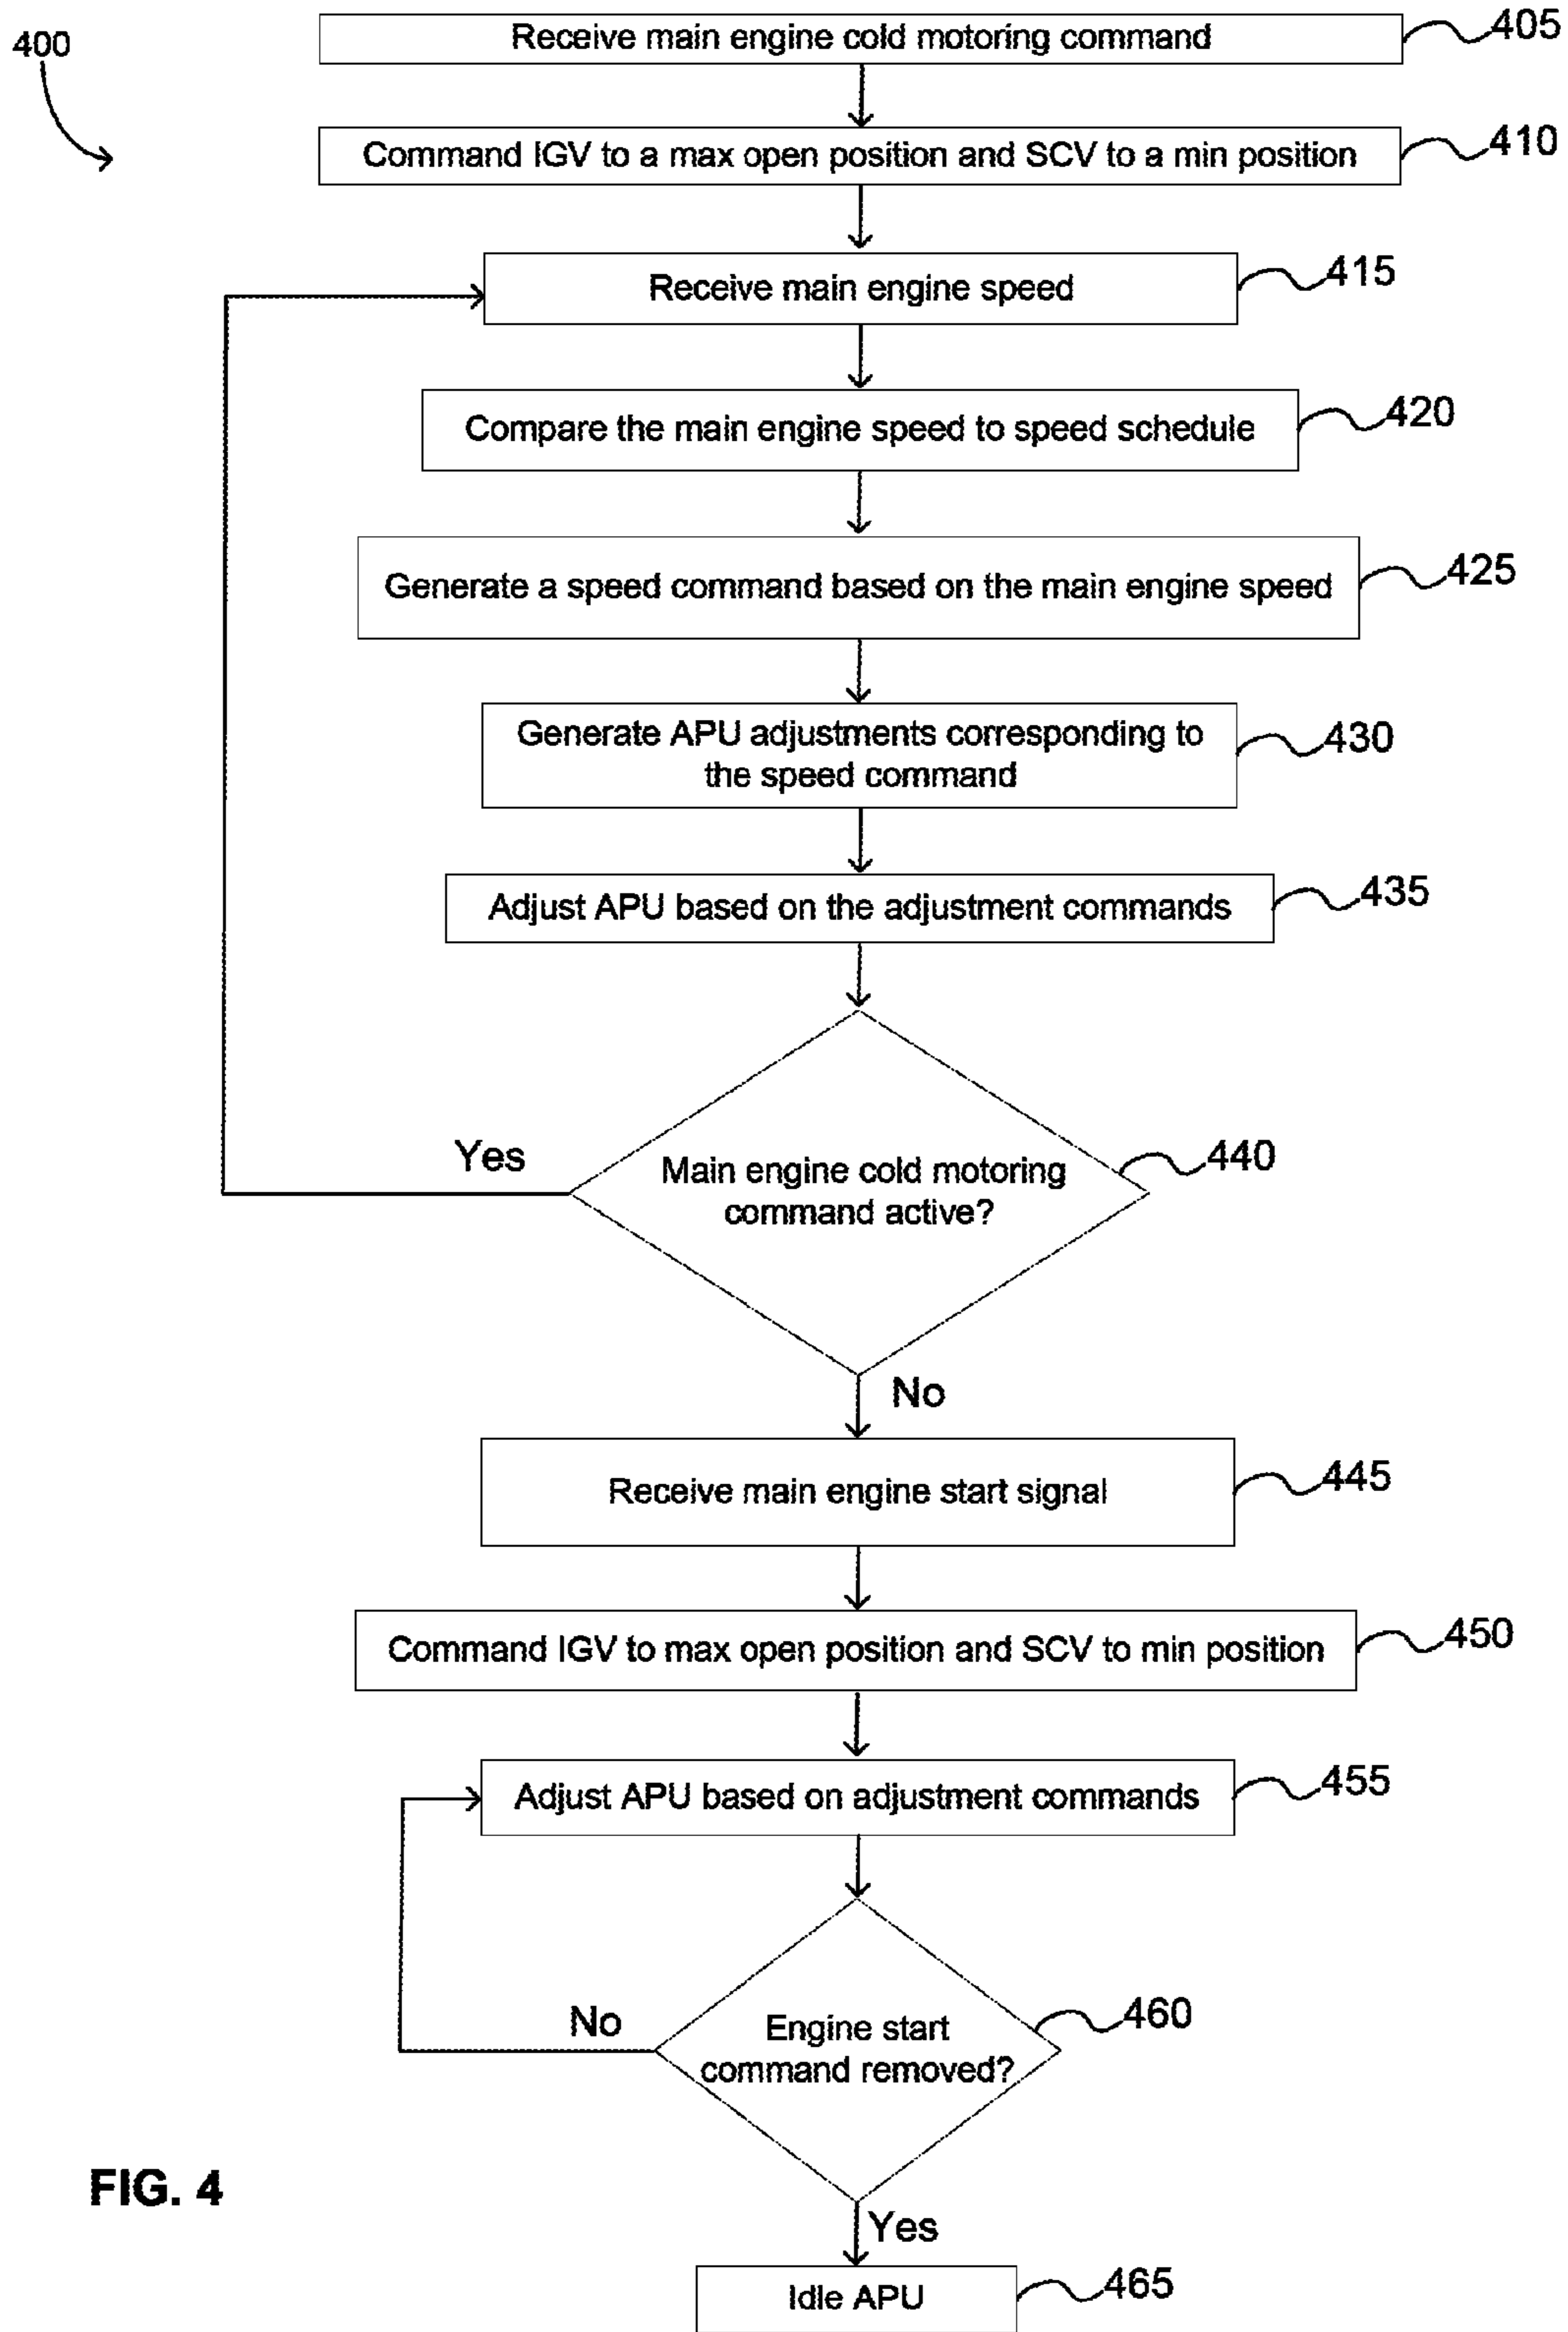 400
Receive main engine cold motoring command
405
Command IGV to a max open position and SCV to a min position
410
Receive main engine speed
415
Compare the main engine speed to speed schedule
420
Generate a speed command based on the main engine speed
425
Generate APU adjustments corresponding to
the speed command
430
Adjust APU based on the adjustment commands
435
Yes
Main engine cold motoring
command active?
440
No
Receive main engine start signal
445
Command IGV to max open position and SCV to min position
450
Adjust APU based on adjustment commands
455
No
Engine start
command removed?
460
Yes
Idle APU
465
FIG. 4